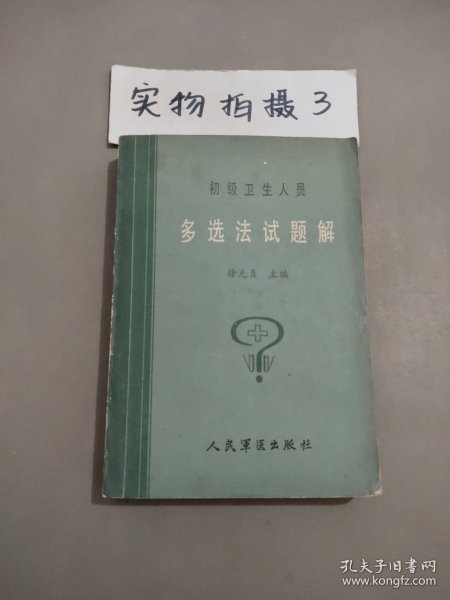 实物拍摄3
初级卫生人员
多选法试题解
徐元贞 主编
人民軍医出版社
孔夫子旧书网
www.kongfz.com